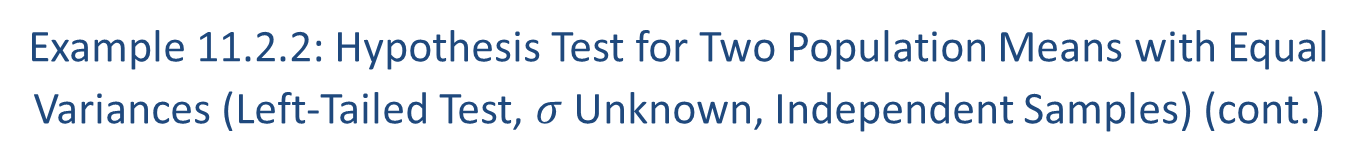 Example 11.2.2: Hypothesis Test for Two Population Means with Equal
Variances (Left-Tailed Test, 𝜎 Unknown, Independent Samples) (cont.)